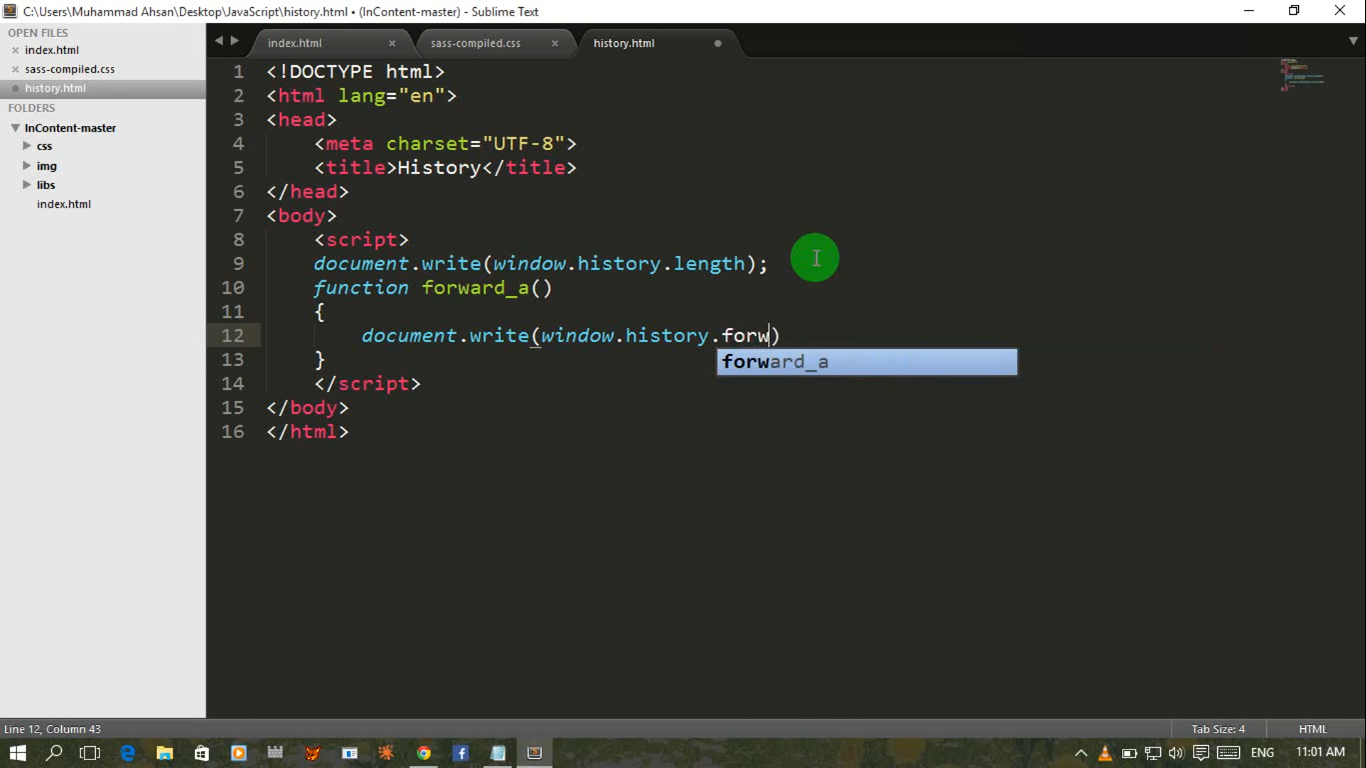 C:\Users\Muhammad Ahsan\Desktop\JavaScript\history.html • (InContent-master) - Sublime Text
OPEN FILES
index.html
sass-compiled.css
history.html
FOLDERS
InContent-master
css
img
libs
index.html
index.html
sass-compiled.css
history.html
1 <!DOCTYPE html>
2 <html lang="en">
3 <head>
4 <meta charset="UTF-8">
5 <title>History</title>
6 </head>
7 <body>
8 <script>
9 document.write(window.history.length);
10 function forward_a()
11 {
12 document.write(window.history.forw)
forward_a
13 }
14 </script>
15 </body>
16 </html>
Line 12, Column 43
Tab Size: 4
HTML
ENG
11:01 AM